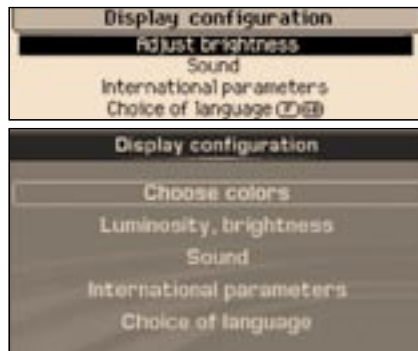 Display configuration
Adjust brightness
Sound
International parameters
Choice of language
Display configuration
Choose colors
Luminosity, brightness
Sound
International parameters
Choice of language